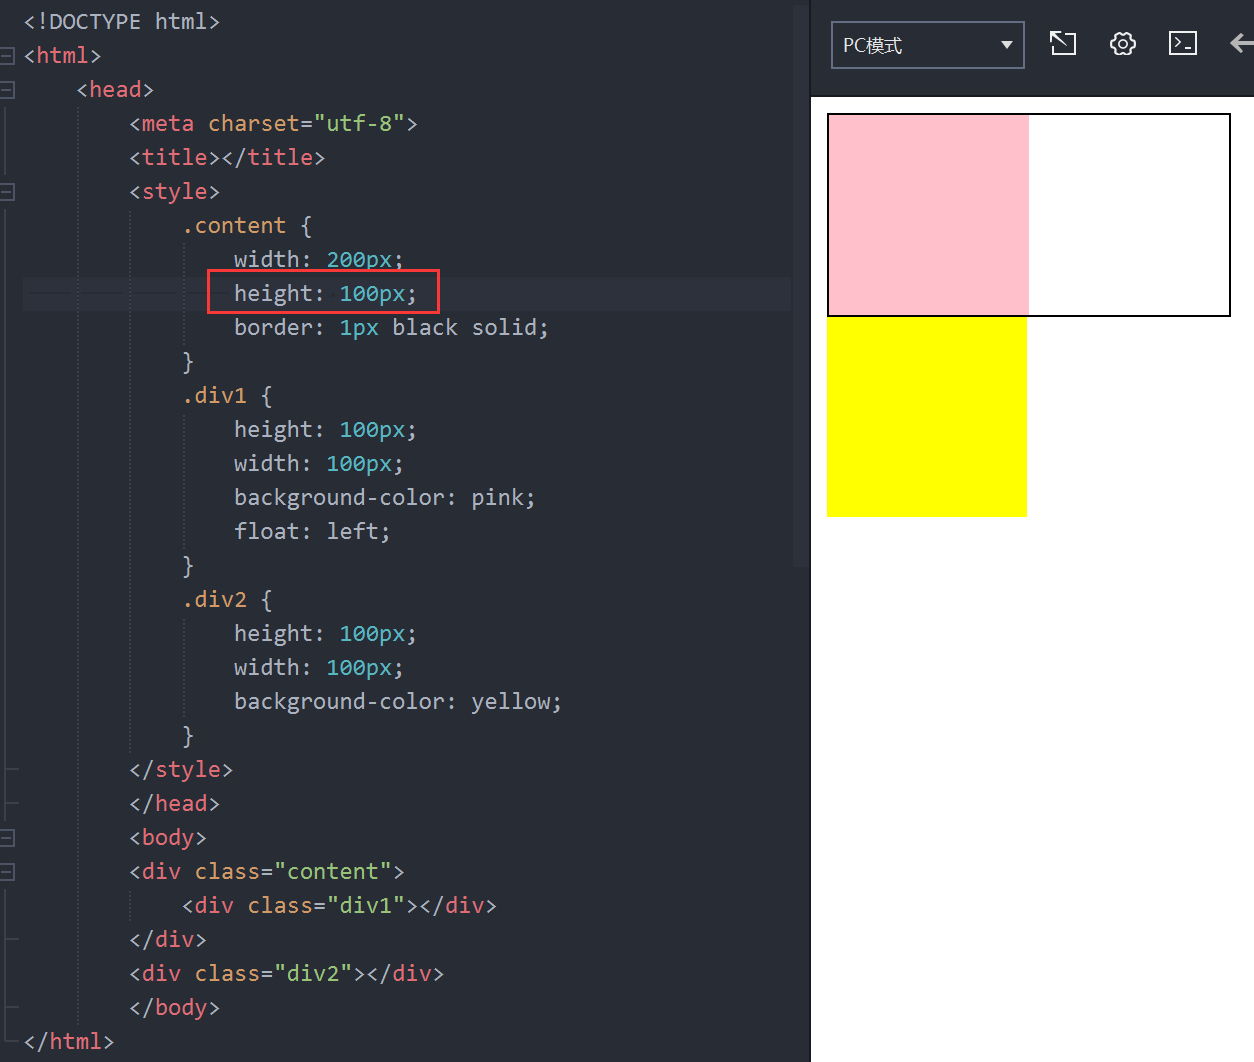 <!DOCTYPE html>
<html>
<head>
<meta charset="utf-8">
<title></title>
<style>
.content {
width: 200px;
height: 100px;
border: 1px black solid;
}
.div1 {
height: 100px;
width: 100px;
background-color: pink;
float: left;
}
.div2 {
height: 100px;
width: 100px;
background-color: yellow;
}
</style>
</head>
<body>
<div class="content">
<div class="div1"></div>
</div>
<div class="div2"></div>
</body>
</html>
PC模式